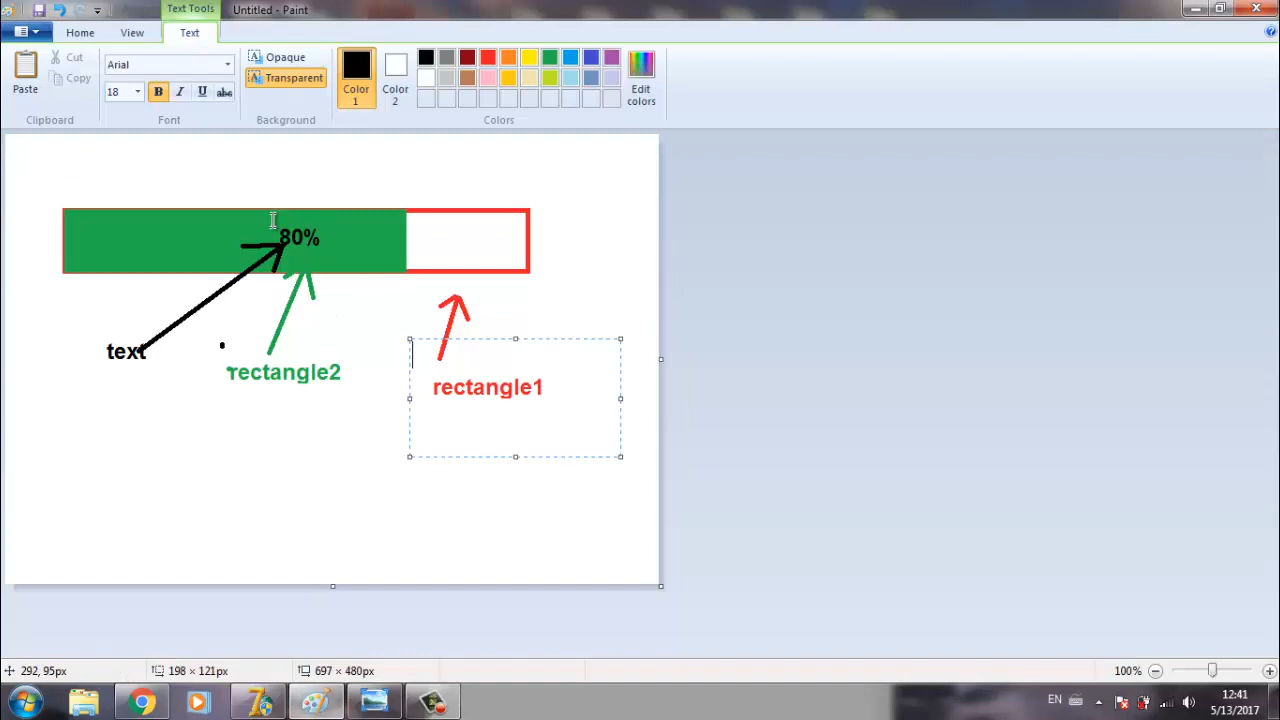 Text Tools
Untitled - Paint
Home
View
Text
Paste
Cut
Copy
Clipboard
Arial
18
B
I
U
abc
Font
Opaque
Transparent
Background
Color
1
Color
2
Edit
colors
Colors
80%
text
rectangle2
rectangle1
292, 95px
198 × 121px
697 × 480px
100%
EN
12:41
5/13/2017